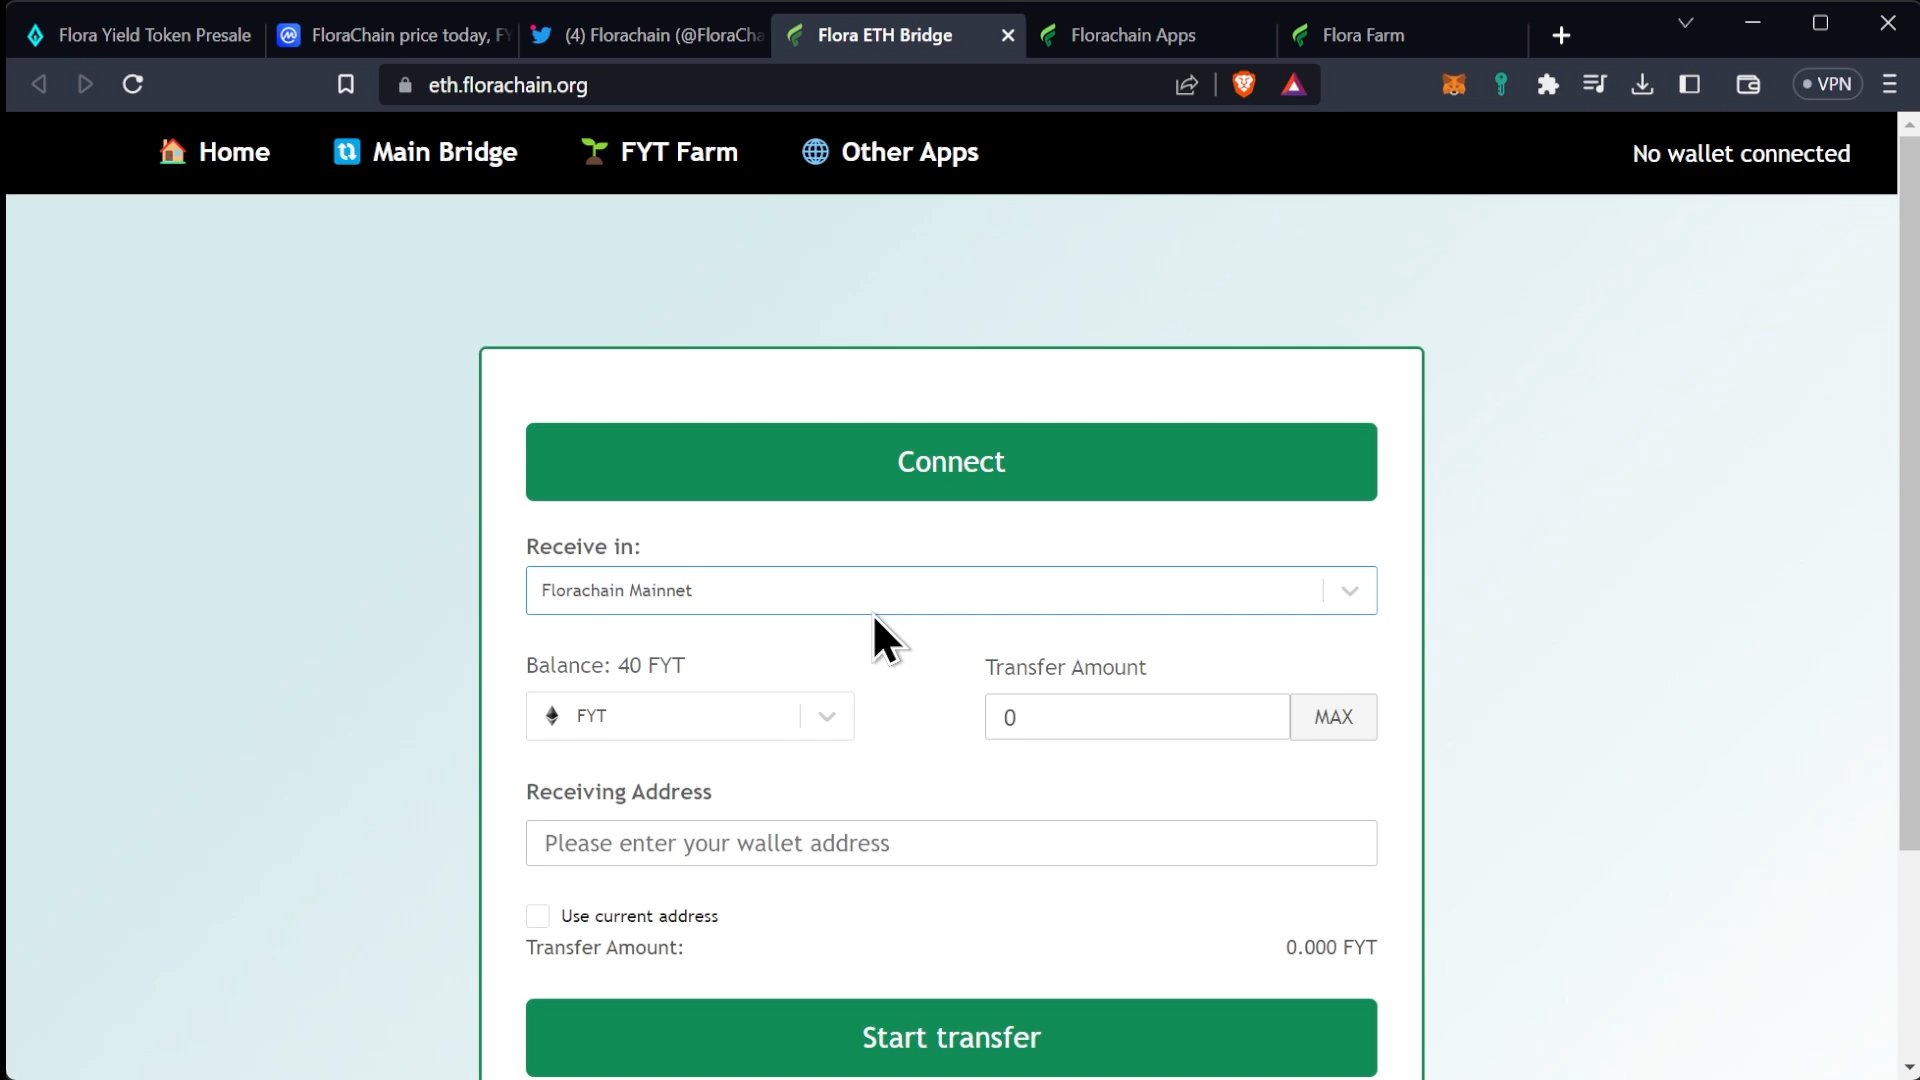 Flora Yield Token Presale
FloraChain price today, FY
(4) Florachain (@FloraCha
Flora ETH Bridge
Florachain Apps
Flora Farm
eth.florachain.org
VPN
Home
Main Bridge
FYT Farm
Other Apps
No wallet connected
Connect
Receive in:
Florachain Mainnet
Balance: 40 FYT
Transfer Amount
FYT
0
MAX
Receiving Address
Please enter your wallet address
Use current address
Transfer Amount:
0.000 FYT
Start transfer